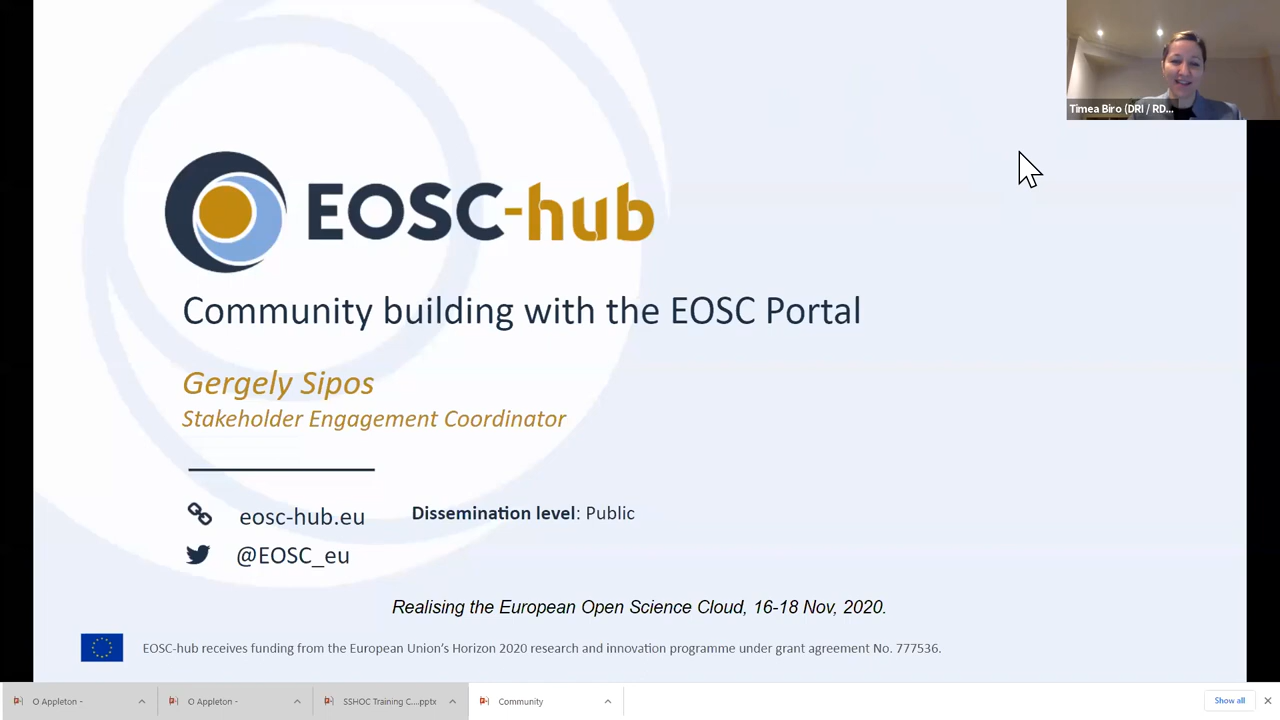 Timea Biro (DRI / RD...
EOSC-hub
Community building with the EOSC Portal
Gergely Sipos
Stakeholder Engagement Coordinator
eosc-hub.eu
Dissemination level: Public
@EOSC_eu
Realising the European Open Science Cloud, 16-18 Nov, 2020.
EOSC-hub receives funding from the European Union's Horizon 2020 research and innovation programme under grant agreement No. 777536.
O Appleton -
O Appleton -
SSHOC Training C....pptx
Community
Show all